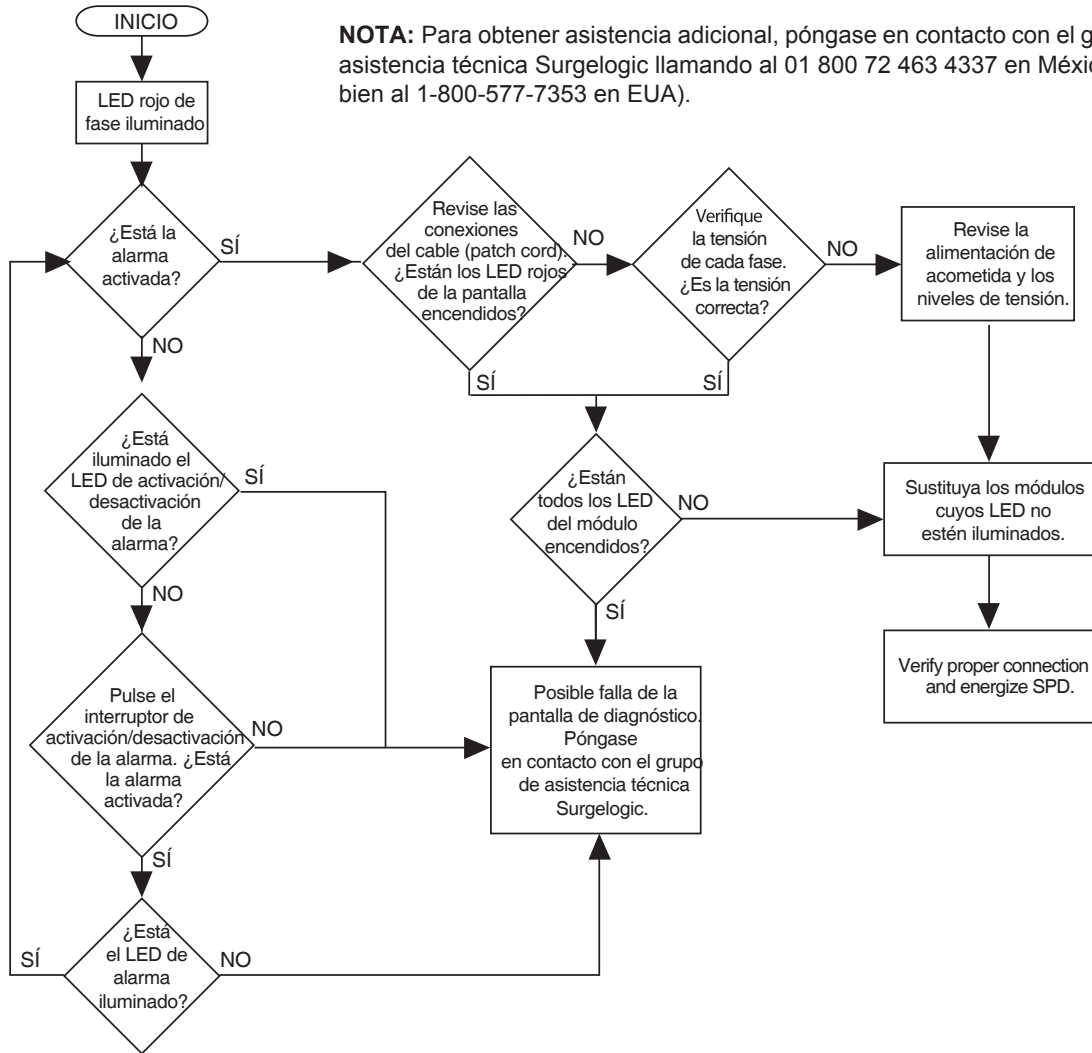 INICIO
NOTA: Para obtener asistencia adicional, póngase en contacto con el g
asistencia técnica Surgelogic llamando al 01 800 72 463 4337 en Méxi
bien al 1-800-577-7353 en EUA).
LED rojo de
fase iluminado
¿Está la
alarma
activada?
SÍ
NO
Revise las
conexiones
del cable (patch cord).
¿Están los LED rojos
de la pantalla
encendidos?
NO
SÍ
Verifique
la tensión
de cada fase.
¿Es la tensión
correcta?
NO
SÍ
Revise la
alimentación de
acometida y los
niveles de tensión.
¿Está
iluminado el
LED de activación/
desactivación
de la
alarma?
SÍ
NO
¿Están
todos los LED
del módulo
encendidos?
NO
SÍ
Sustituya los módulos
cuyos LED no
estén iluminados.
Pulse el
interruptor de
activación/desactivación
de la alarma. ¿Está
la alarma
activada?
NO
SÍ
Posible falla de la
pantalla de diagnóstico.
Póngase
en contacto con el grupo
de asistencia técnica
Surgelogic.
Verify proper connection
and energize SPD.
¿Está
el LED de
alarma
iluminado?
SÍ
NO